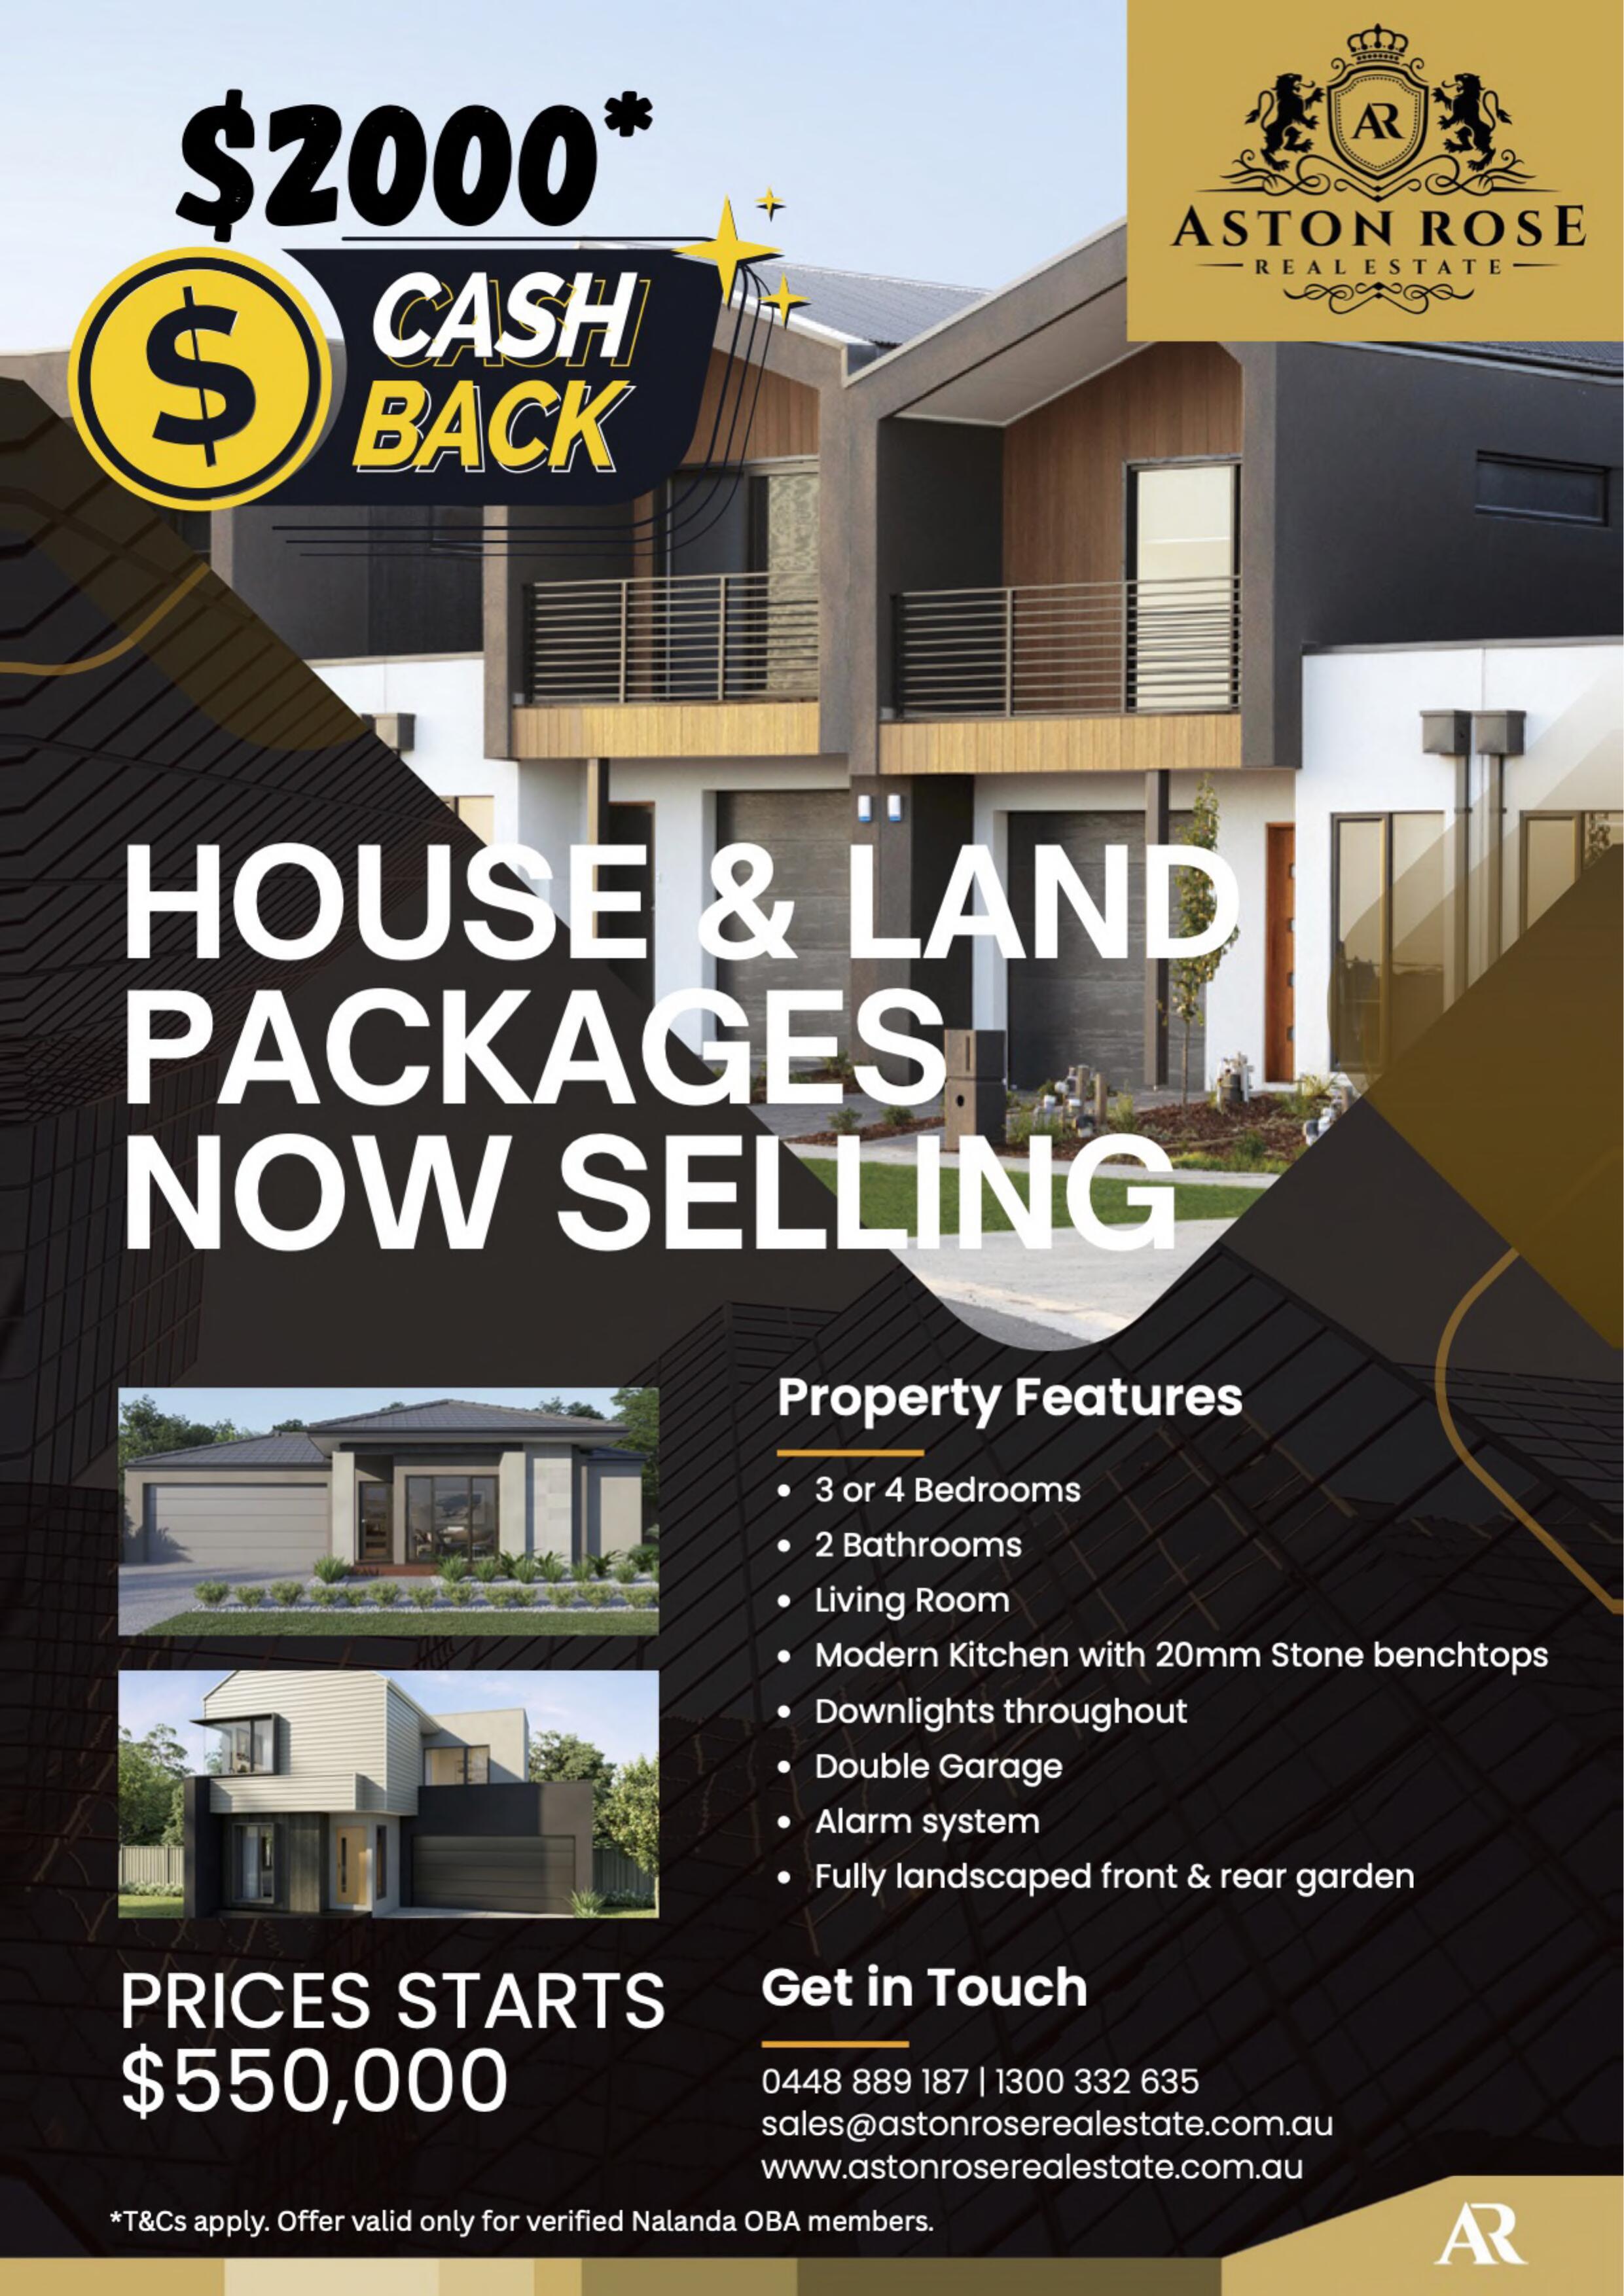 $2000*
$
CASH
BACK
AR
ASTON ROSE
REAL ESTATE
HOUSE & LAND
PACKAGES
NOW SELLING
Property Features
• 3 or 4 Bedrooms
• 2 Bathrooms
• Living Room
• Modern Kitchen with 20mm Stone benchtops
• Downlights throughout
• Double Garage
• Alarm system
• Fully landscaped front & rear garden
PRICES STARTS
$550,000
Get in Touch
0448 889 187 | 1300 332 635
sales@astonroserealestate.com.au
www.astonroserealestate.com.au
*T&Cs apply. Offer valid only for verified Nalanda OBA members.
AR